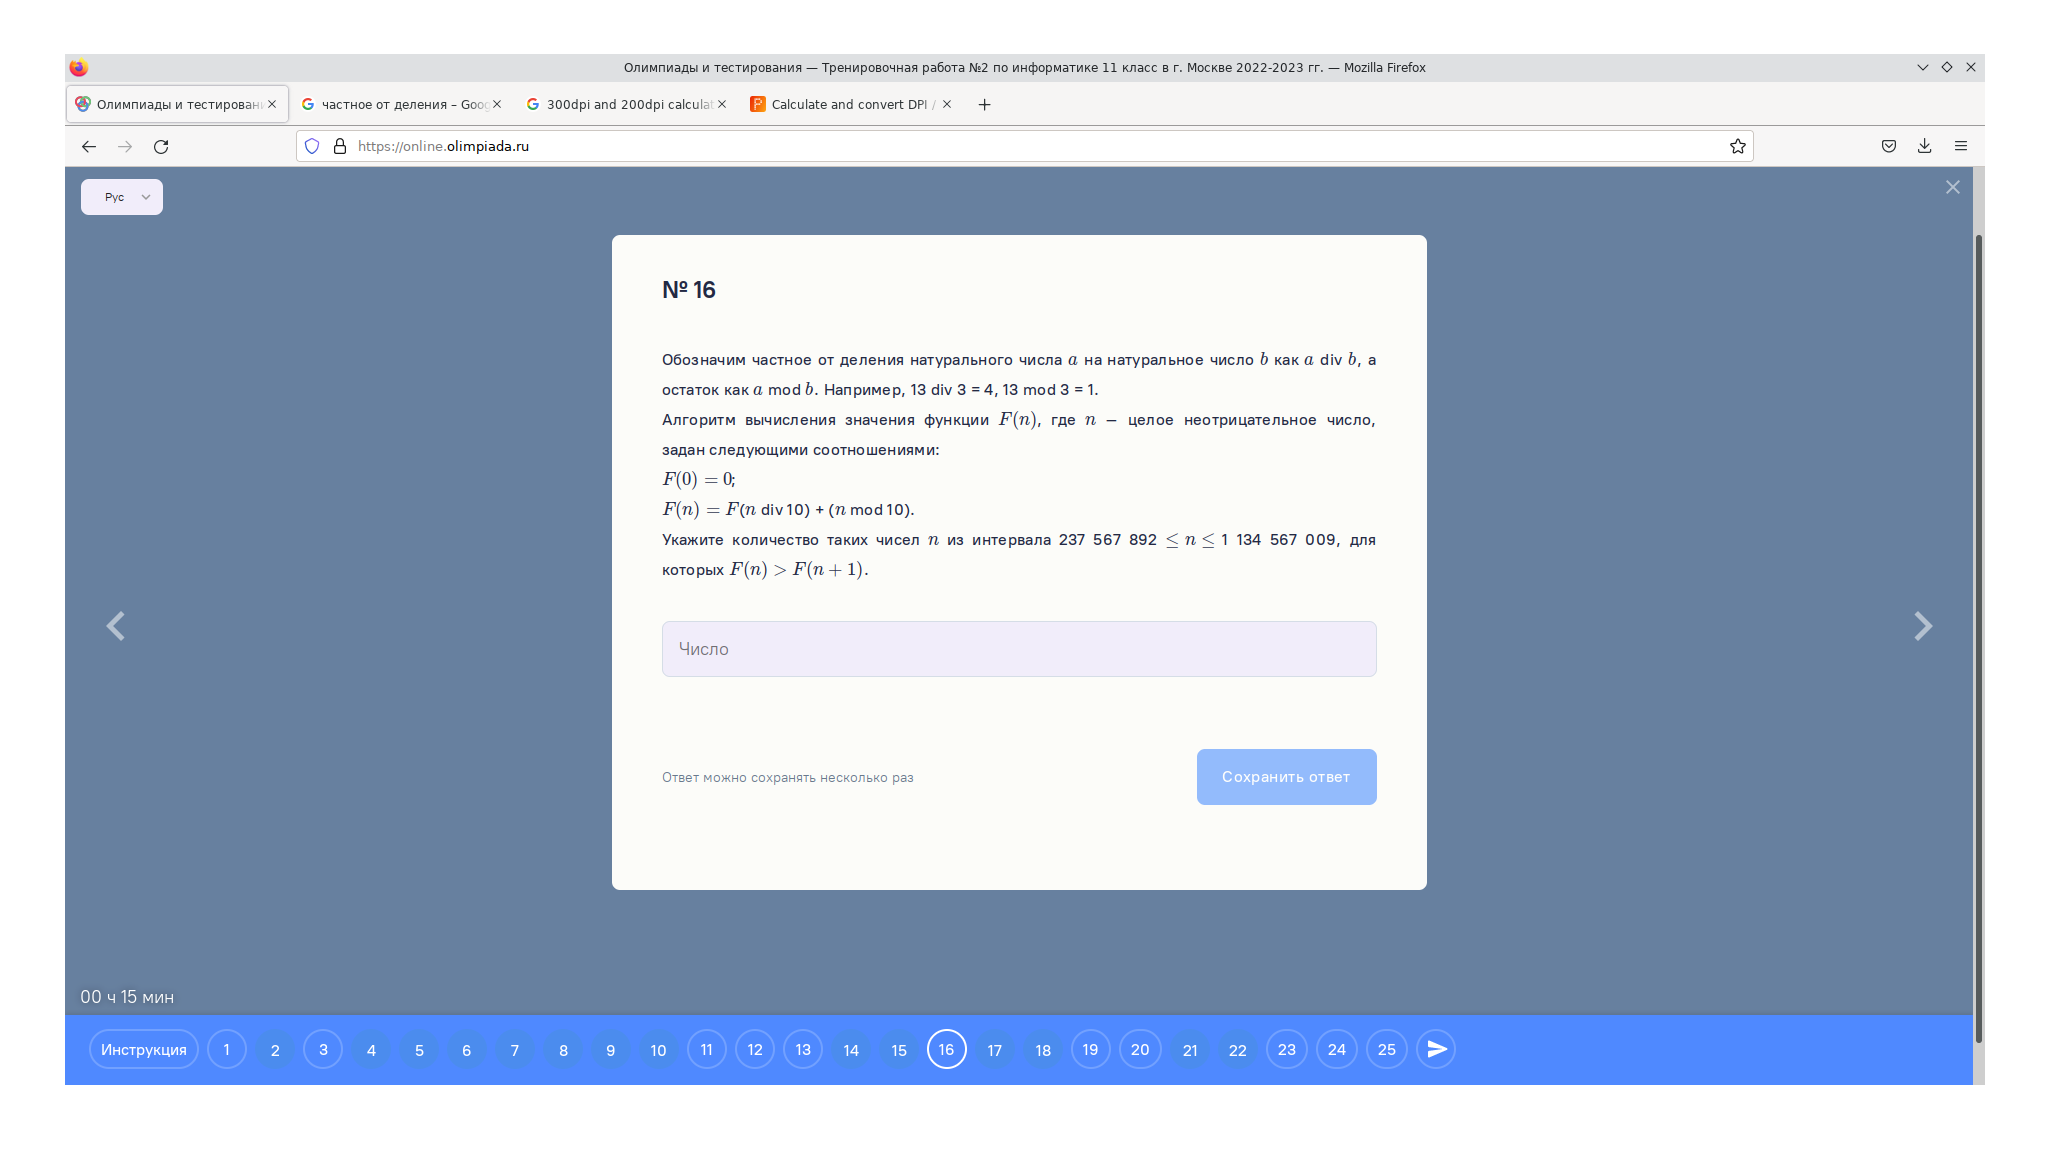 Олимпиады и тестирования — Тренировочная работа №2 по информатике 11 класс в г. Москве 2022-2023 гг. — Mozilla Firefox
Олимпиады и тестирован
частное от деления – Goog
300dpi and 200dpi calculat
Calculate and convert DPI /
https://online.olimpiada.ru
Рус
№ 16
Обозначим частное от деления натурального числа a на натуральное число b как a div b, а
остаток как a mod b. Например, 13 div 3 = 4, 13 mod 3 = 1.
Алгоритм вычисления значения функции F(n), где n – целое неотрицательное число,
задан следующими соотношениями:
F(0) = 0;
F(n) = F(n div 10) + (n mod 10).
Укажите количество таких чисел n из интервала 237 567 892 ≤ n ≤ 1 134 567 009, для
которых F(n) > F(n + 1).
Число
Ответ можно сохранять несколько раз
Сохранить ответ
00 ч 15 мин
Инструкция 1 2 3 4 5 6 7 8 9 10 11 12 13 14 15 16 17 18 19 20 21 22 23 24 25